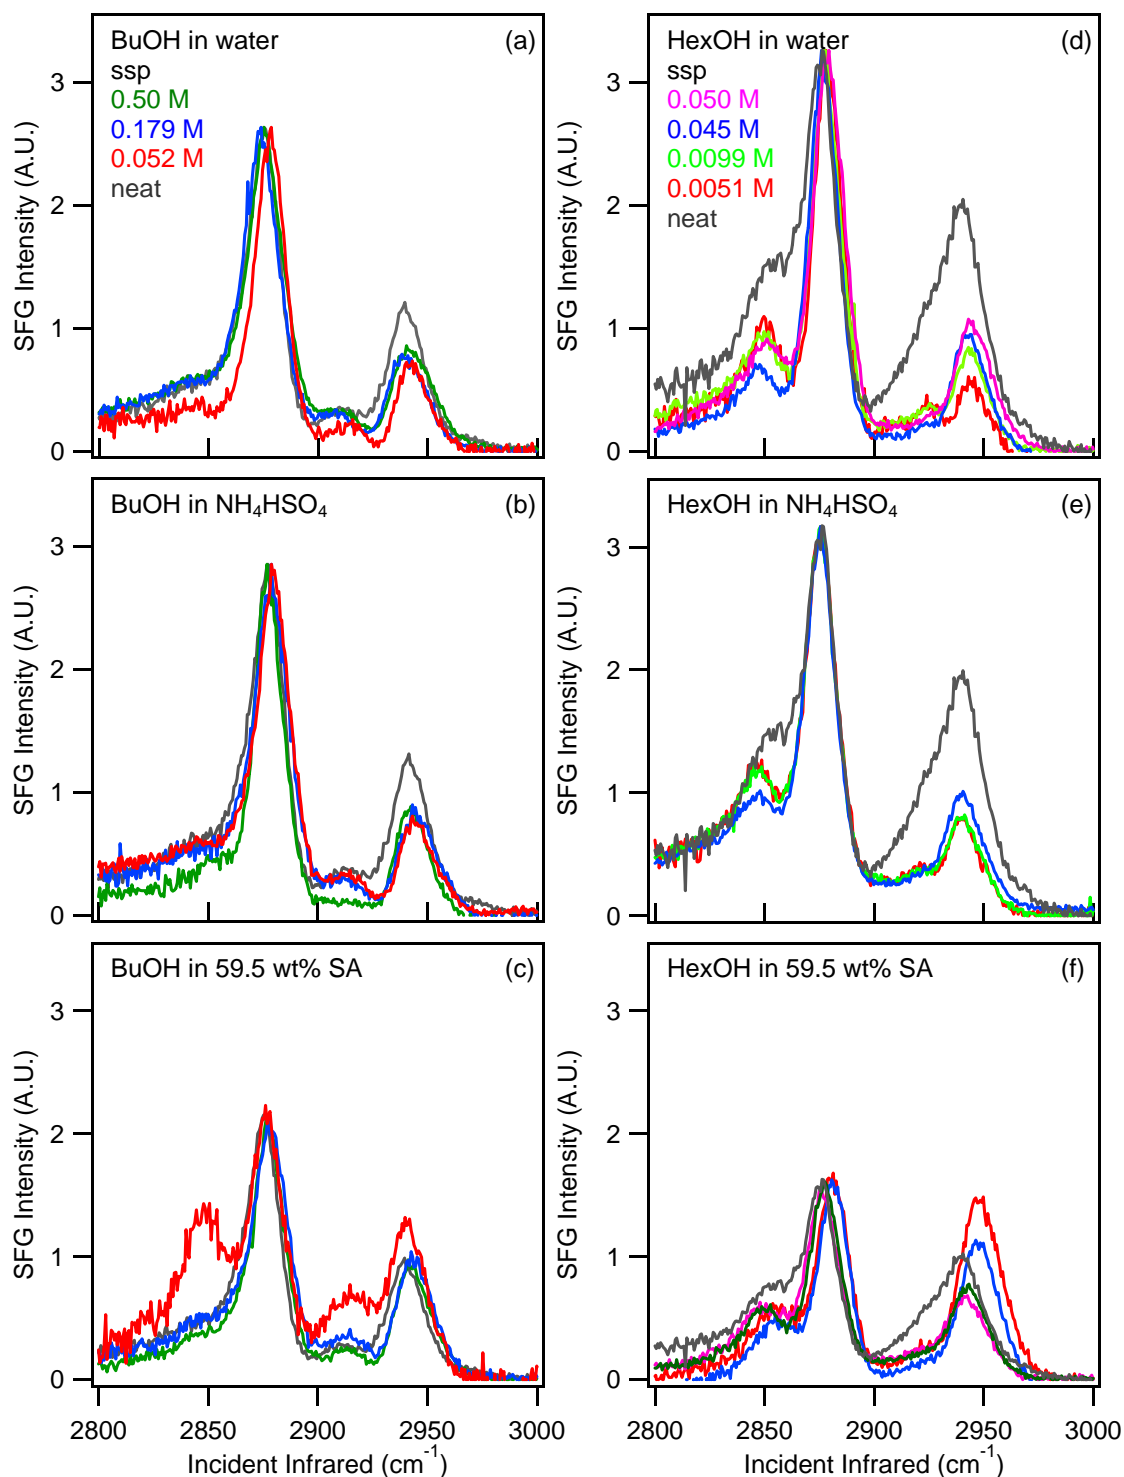 BuOH in water
(a)
ssp
0.50 M
0.179 M
0.052 M
neat
3
2
1
0
SFG Intensity (A.U.)
HexOH in water
(d)
ssp
0.050 M
0.045 M
0.0099 M
0.0051 M
neat
3
2
1
0
SFG Intensity (A.U.)
BuOH in NH₄HSO₄
(b)
3
2
1
0
SFG Intensity (A.U.)
HexOH in NH₄HSO₄
(e)
3
2
1
0
SFG Intensity (A.U.)
BuOH in 59.5 wt% SA
(c)
3
2
1
0
SFG Intensity (A.U.)
2800 2850 2900 2950 3000
Incident Infrared (cm⁻¹)
HexOH in 59.5 wt% SA
(f)
3
2
1
0
SFG Intensity (A.U.)
2800 2850 2900 2950 3000
Incident Infrared (cm⁻¹)